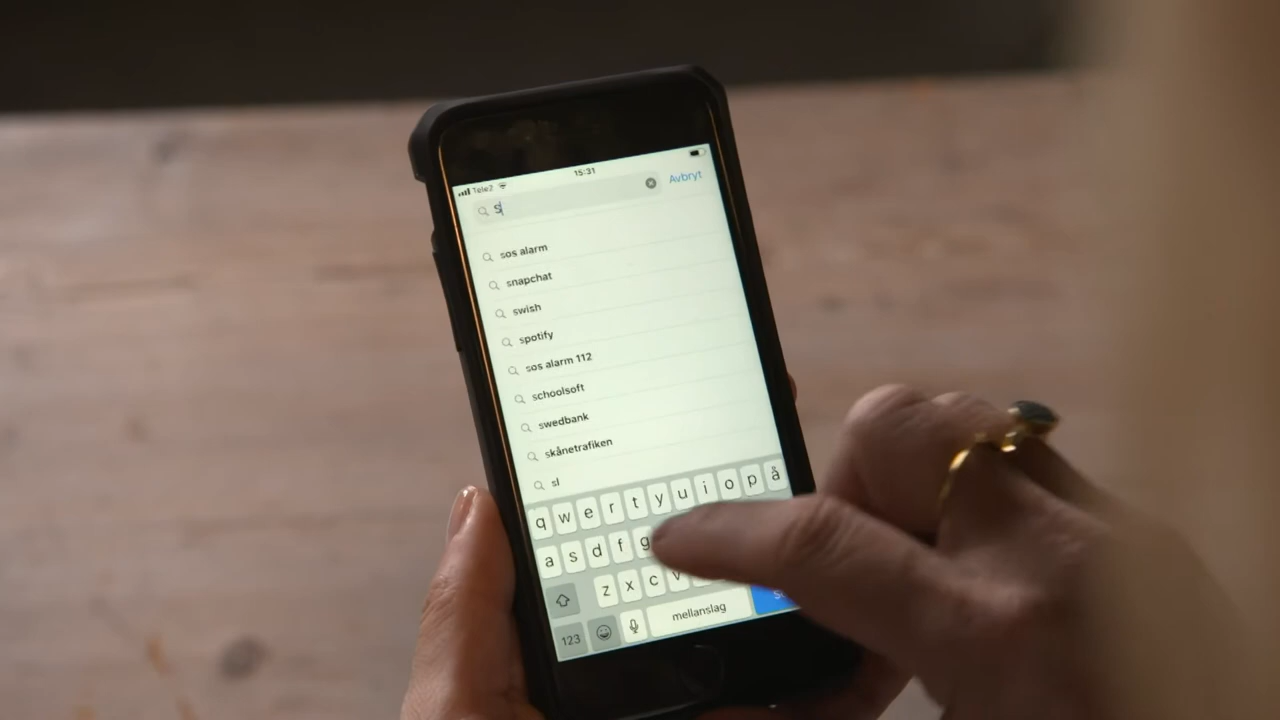 Tele2 15:31
S Avbryt
sos alarm
snapchat
swish
spotify
sos alarm 112
schoolsoft
swedbank
skånetrafiken
sl
q w e r t y u i o p å
a s d f g
z x c v
123 mellanslag